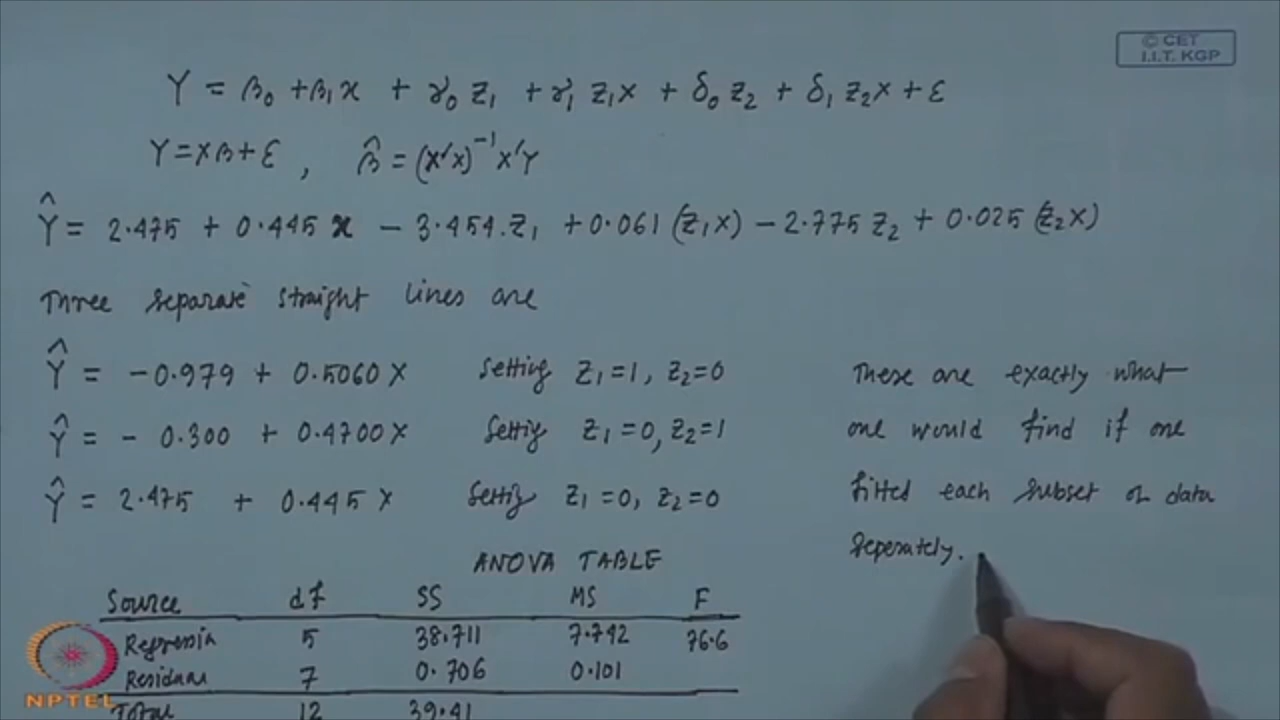 © CET
I.I.T. KGP
Y = β₀ + β₁x + γ₀ z₁ + γ₁ z₁x + δ₀ z₂ + δ₁ z₂x + ε
Y = Xβ + ε , β̂ = (X′X)⁻¹X′Y
Ŷ = 2.475 + 0.445 x − 3.454. z₁ + 0.061 (z₁x) − 2.775 z₂ + 0.025 (z₂x)
Three separate straight lines are
Ŷ = −0.979 + 0.5060 x Setting z₁=1, z₂=0
Ŷ = − 0.300 + 0.4700 x Settig z₁=0, z₂=1
Ŷ = 2.475 + 0.445 x Settig z₁=0, z₂=0
These are exactly what
one would find if one
fitted each subset of data
seperately.
ANOVA TABLE
Source df SS MS F
Regression 5 38.711 7.742 76.6
Residual 7 0.706 0.101
Total 12 39.41
NPTEL